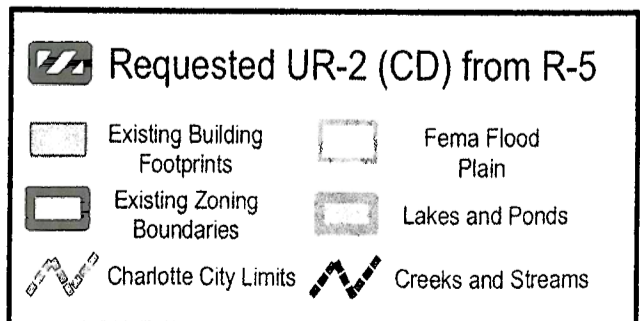 Requested UR-2 (CD) from R-5
Existing Building
Footprints
Fema Flood
Plain
Existing Zoning
Boundaries
Lakes and Ponds
Charlotte City Limits
Creeks and Streams